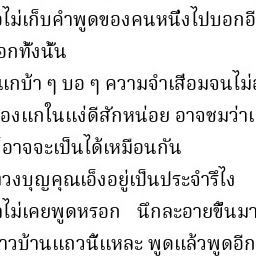 ไม่เก็บคำพูดของคนหนึ่งไปบอกอี
อกทั้งนั้น
แกบ้า ๆ บอ ๆ ความจำเสื่อมจนไม่
องแกในแง่ดีสักหน่อย อาจชมว่าเ
อาจจะเป็นได้เหมือนกัน
วงบุญคุณเอ็งอยู่เป็นประจำรึไง
ไม่เคยพูดหรอก นึกละอายขึ้นมา
าวบ้านแถวนี้แหละ พูดแล้วพูดอีก